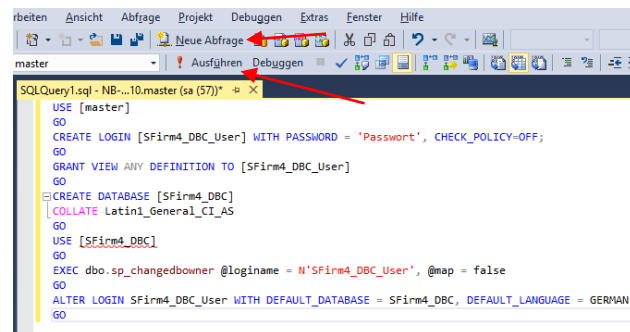 rbeiten Ansicht Abfrage Projekt Debuggen Extras Fenster Hilfe
Neue Abfrage
master Ausführen Debuggen
SQLQuery1.sql - NB-...10.master (sa (57))*
USE [master]
GO
CREATE LOGIN [SFirm4_DBC_User] WITH PASSWORD = 'Passwort', CHECK_POLICY=OFF;
GO
GRANT VIEW ANY DEFINITION TO [SFirm4_DBC_User]
GO
CREATE DATABASE [SFirm4_DBC]
COLLATE Latin1_General_CI_AS
GO
USE [SFirm4_DBC]
GO
EXEC dbo.sp_changedbowner @loginame = N'SFirm4_DBC_User', @map = false
GO
ALTER LOGIN SFirm4_DBC_User WITH DEFAULT_DATABASE = SFirm4_DBC, DEFAULT_LANGUAGE = GERMAN
GO